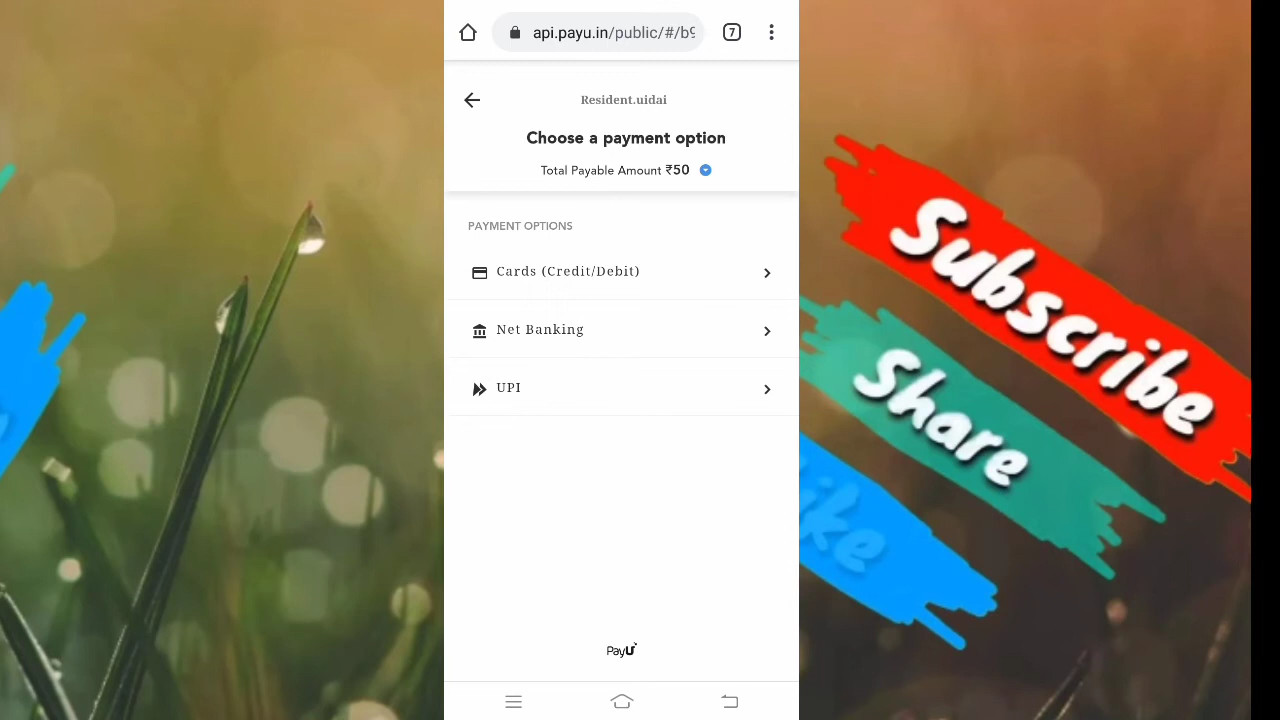 api.payu.in/public/#/b9
7
Resident.uidai
Choose a payment option
Total Payable Amount ₹50
PAYMENT OPTIONS
Cards (Credit/Debit)
Net Banking
UPI
PayU
Subscribe
Share